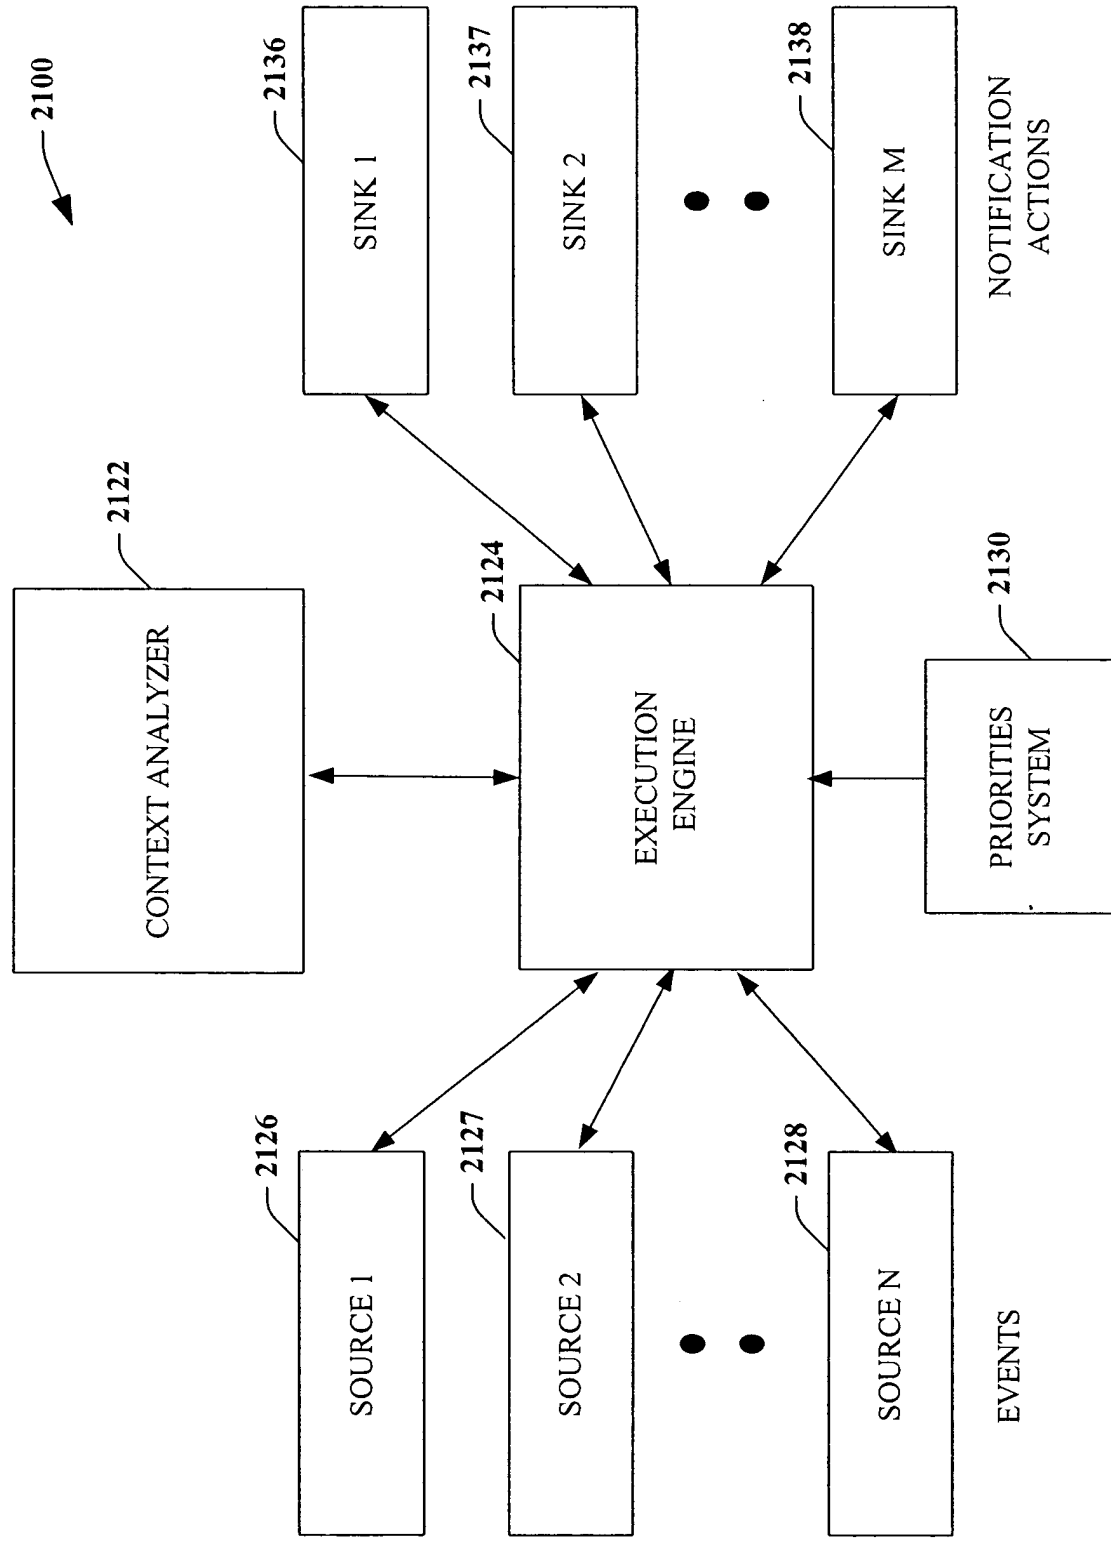 2100
CONTEXT ANALYZER
2122
SOURCE 1
2126
SOURCE 2
2127
SOURCE N
2128
EVENTS
EXECUTION
ENGINE
2124
PRIORITIES
SYSTEM
2130
SINK 1
2136
SINK 2
2137
SINK M
2138
NOTIFICATION
ACTIONS